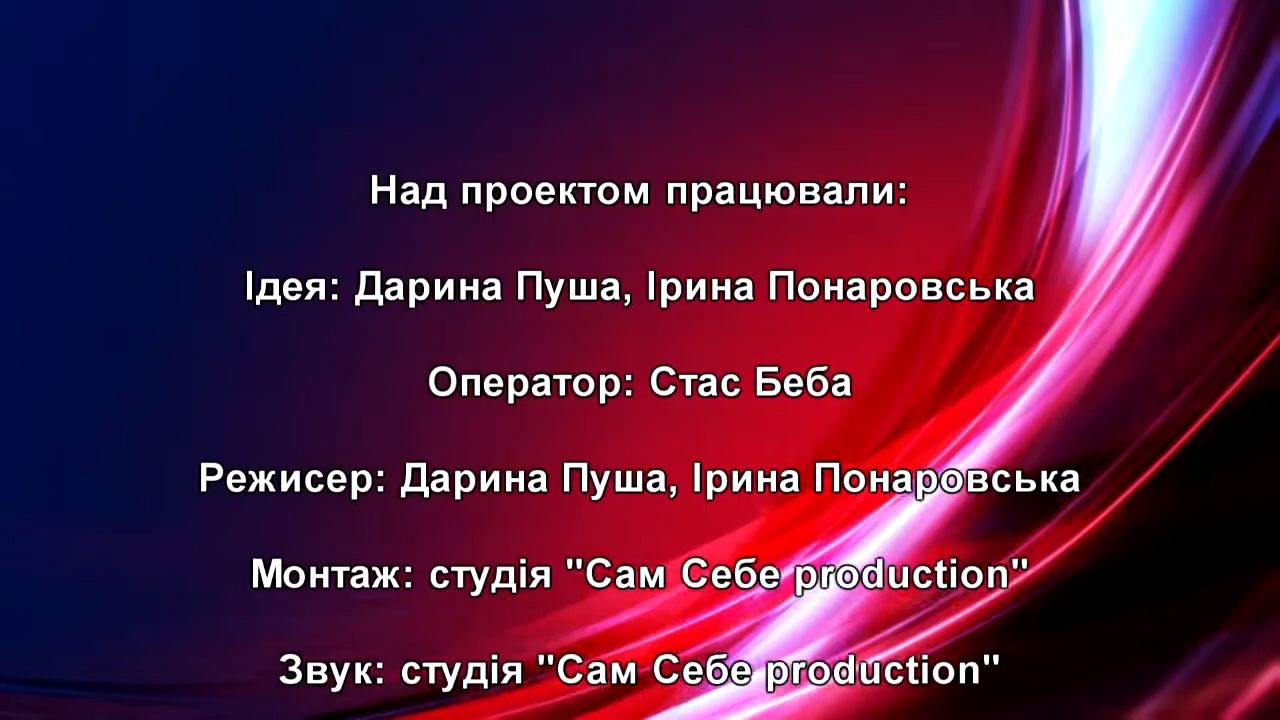 Над проектом працювали:
Ідея: Дарина Пуша, Ірина Понаровська
Оператор: Стас Беба
Режисер: Дарина Пуша, Ірина Понаровська
Монтаж: студія "Сам Себе production"
Звук: студія "Сам Себе production"